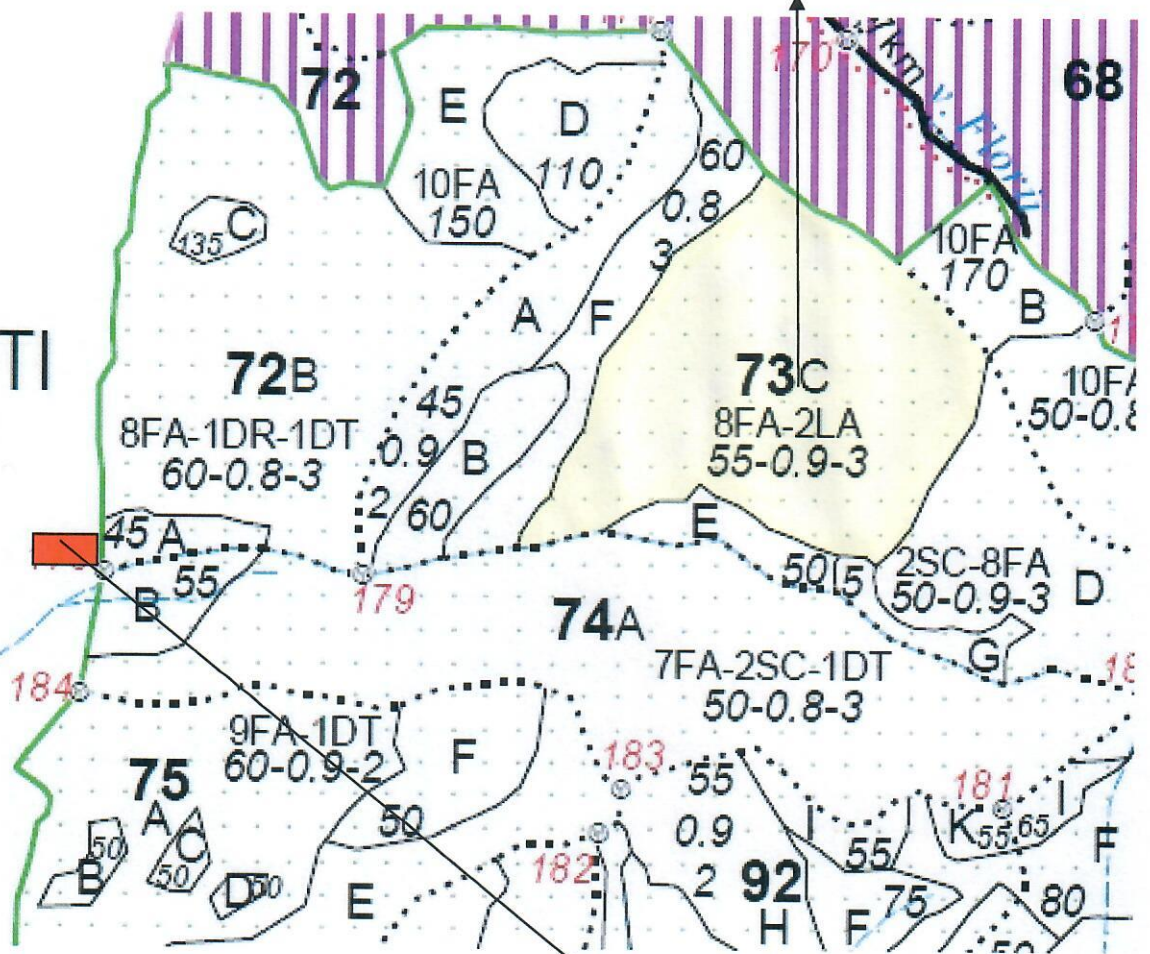 72
E
D
10FA
150
110
60
0.8
3
170
1km v. Floru
68
C
135
10FA
170
B
1
A
F
TI
72B
8FA-1DR-1DT
60-0.8-3
45
0.9
2
B
60
73C
8FA-2LA
55-0.9-3
10FA
50-0.8
45 A
55
B
179
E
50
5
2SC-8FA
50-0.9-3
D
G
74A
7FA-2SC-1DT
50-0.8-3
18
184
9FA-1DT
60-0.9-2
F
50
75
A
50
B
C
50
D
50
E
183
55
0.9
2
182
92
H
I
55
F
75
181
K
55
65
I
F
80
50